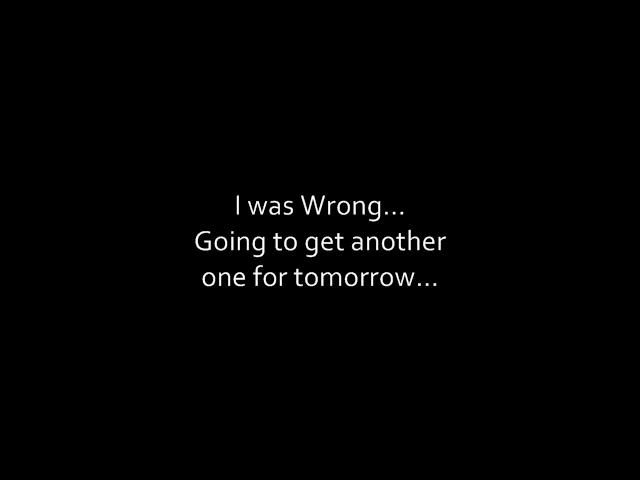 I was Wrong...
Going to get another
one for tomorrow...